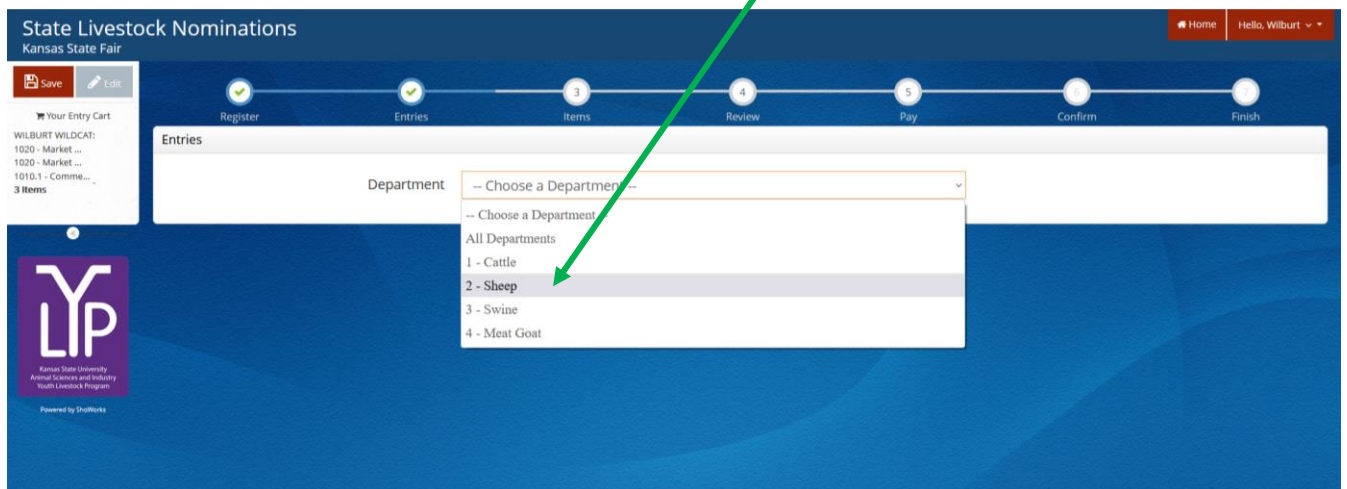 State Livestock Nominations
Kansas State Fair
Home
Hello, Wilburt
Save
Edit
Your Entry Cart
WILBURT WILDCAT:
1020 - Market ...
1020 - Market ...
1010.1 - Comme...
3 Items
Register
Entries
3
Items
4
Review
5
Pay
6
Confirm
7
Finish
Entries
Department
-- Choose a Department --
-- Choose a Department --
All Departments
1 - Cattle
2 - Sheep
3 - Swine
4 - Meat Goat
YLP
Kansas State University
Animal Sciences and Industry
Youth Livestock Program
Powered by ShoWorks